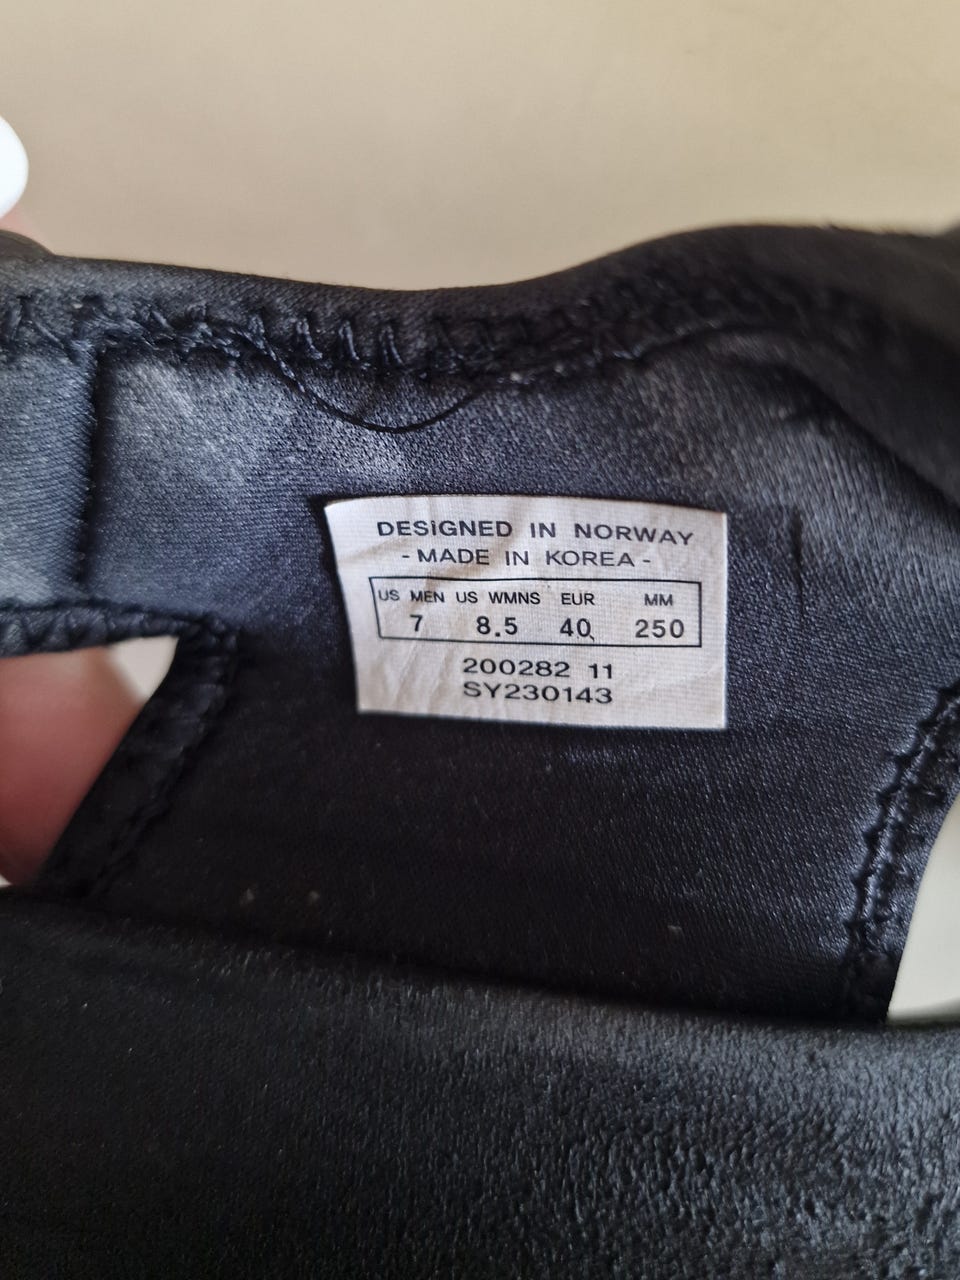 DESIGNED IN NORWAY
- MADE IN KOREA -
US MEN US WMNS EUR MM
7 8.5 40 250
200282 11
SY230143